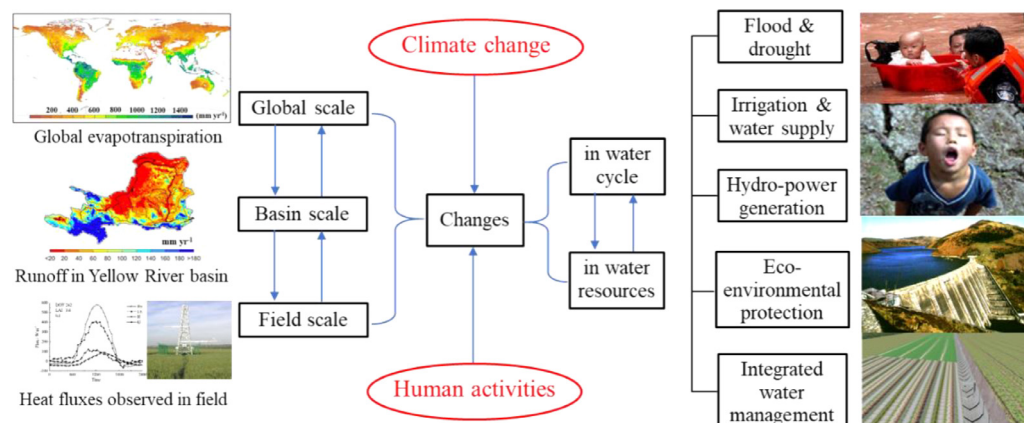 200 400 600 800 1000 1200 1400 (mm yr-1)
Global evapotranspiration
mm yr-1
<20 20 40 60 80 100 120 140 160 >180
Runoff in Yellow River basin
Time
Heat fluxes observed in field
Global scale
Basin scale
Field scale
Climate change
Changes
Human activities
in water
cycle
in water
resources
Flood &
drought
Irrigation &
water supply
Hydro-power
generation
Eco-
environmental
protection
Integrated
water
management